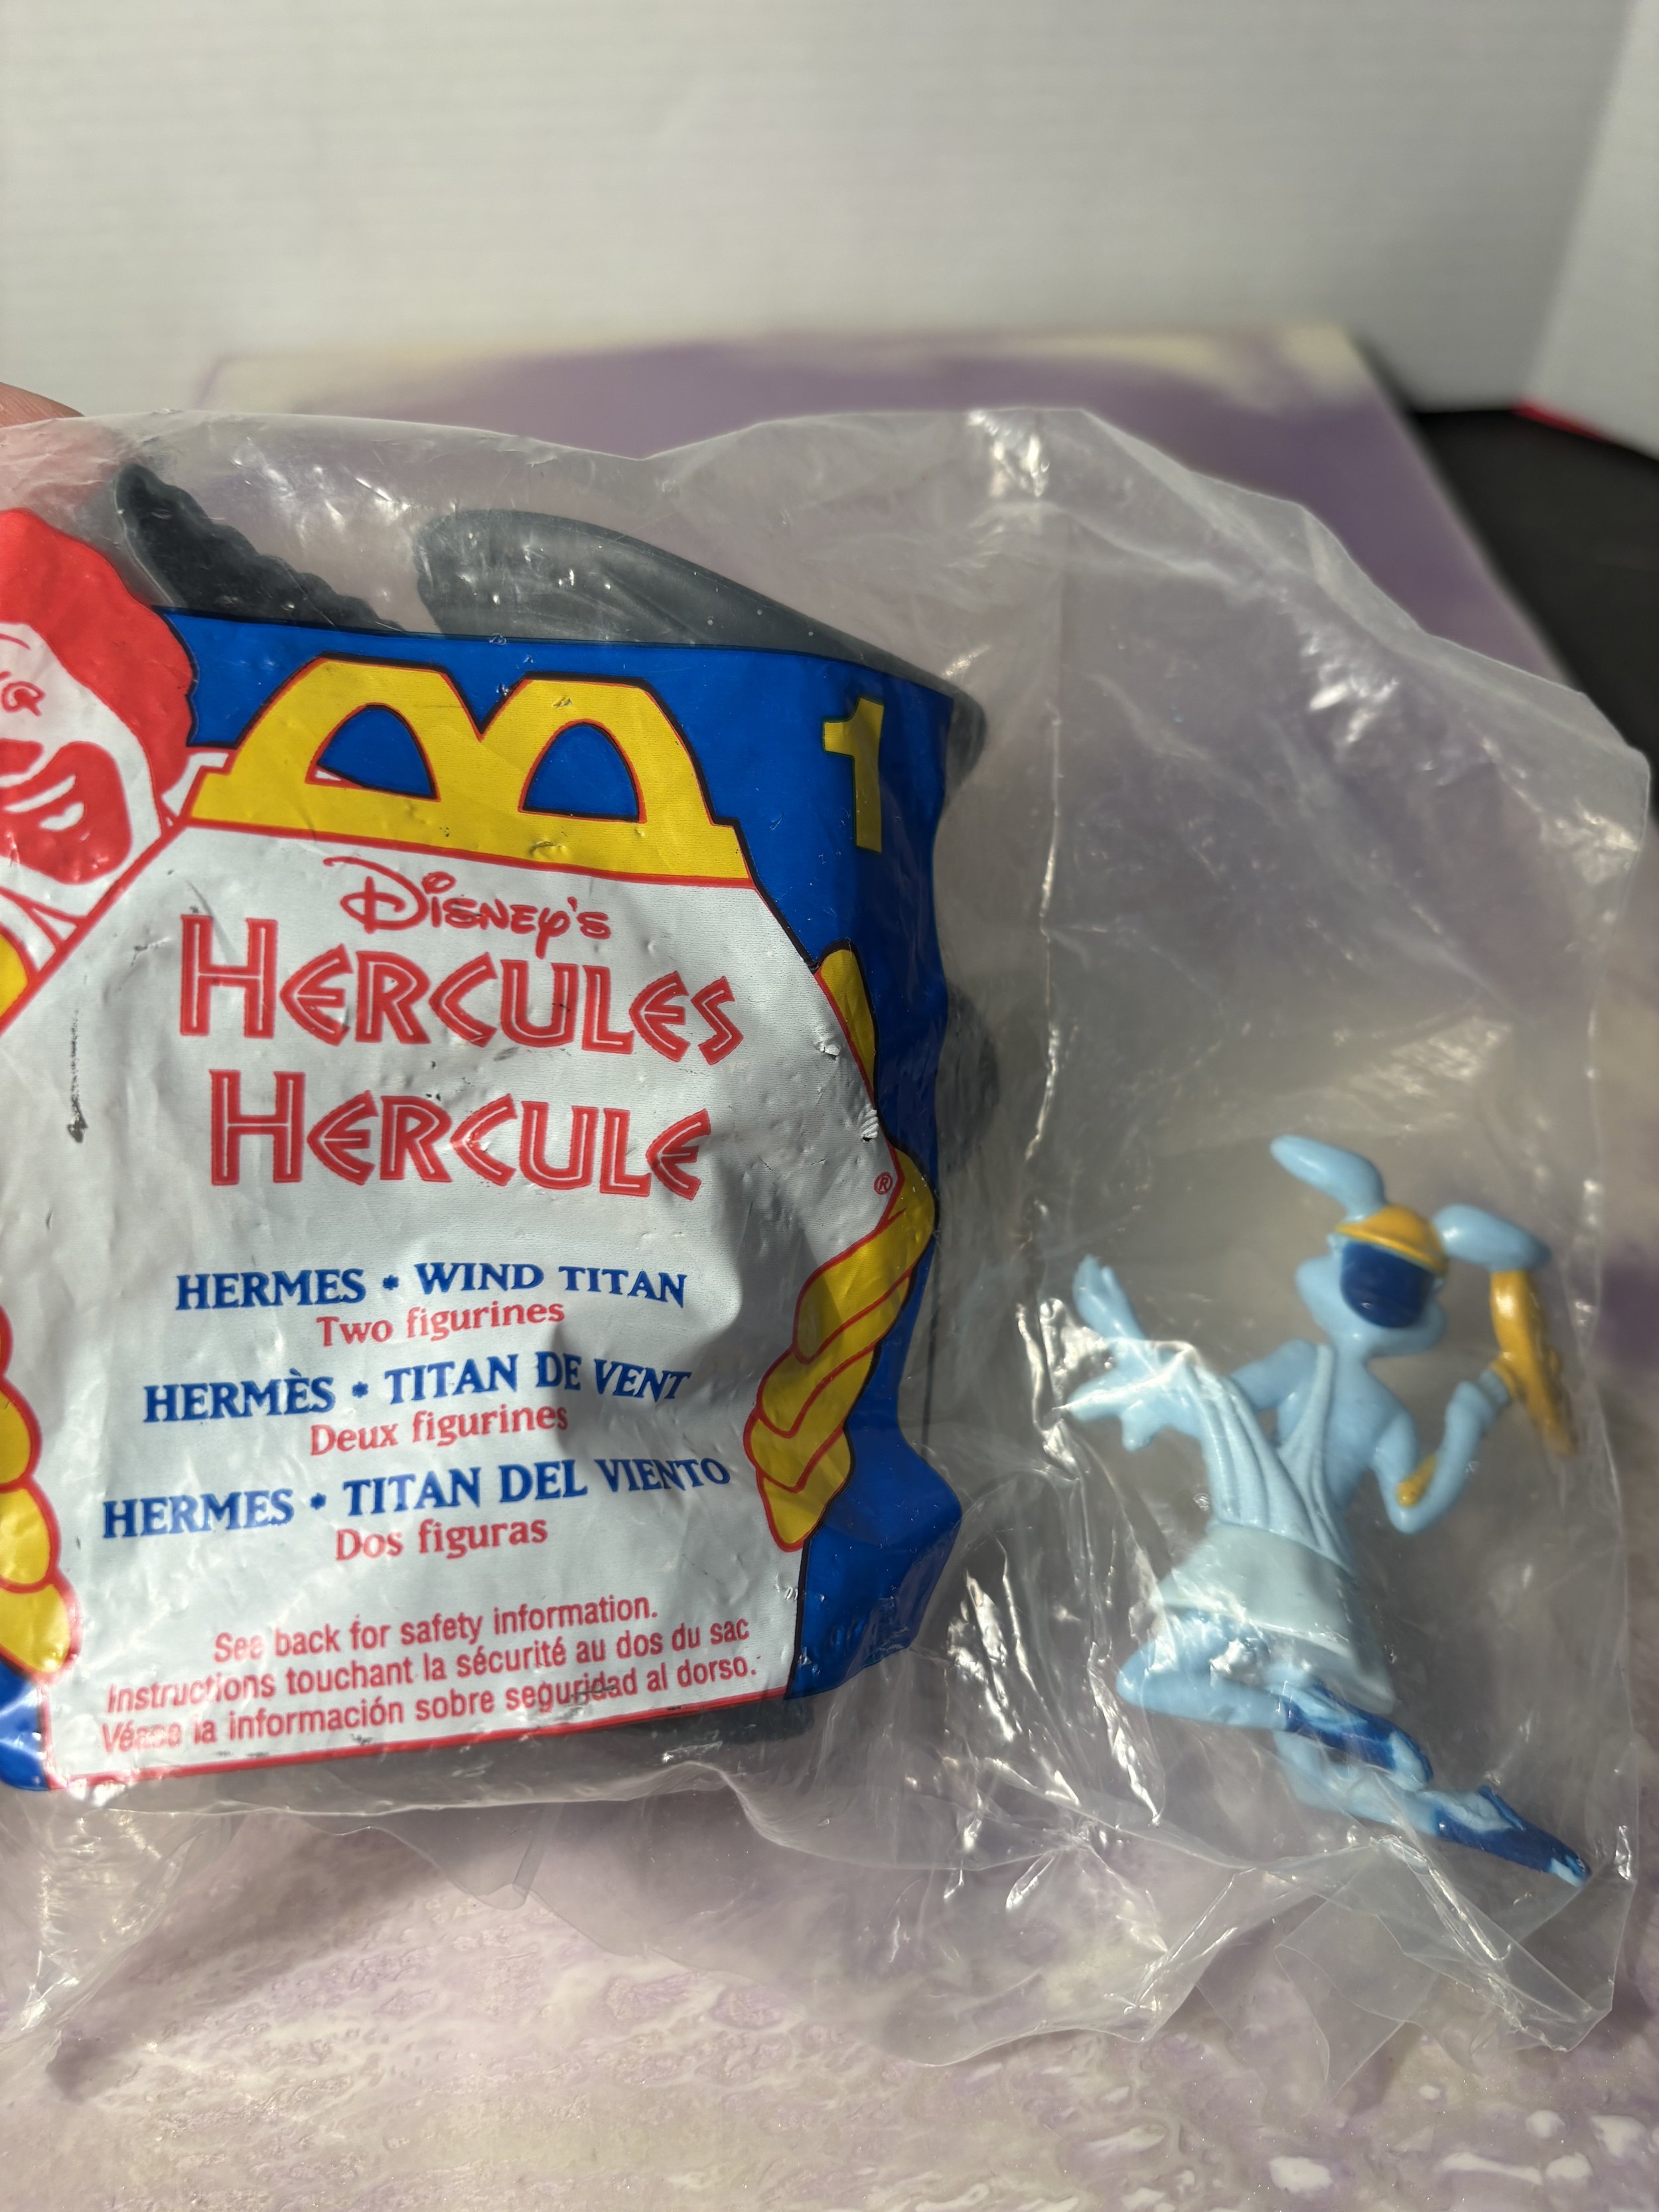 1
Disney's
HERCULES
HERCULE
®
HERMES • WIND TITAN
Two figurines
HERMÈS • TITAN DE VENT
Deux figurines
HERMES • TITAN DEL VIENTO
Dos figuras
See back for safety information.
Instructions touchant la sécurité au dos du sac
Véase la información sobre seguridad al dorso.